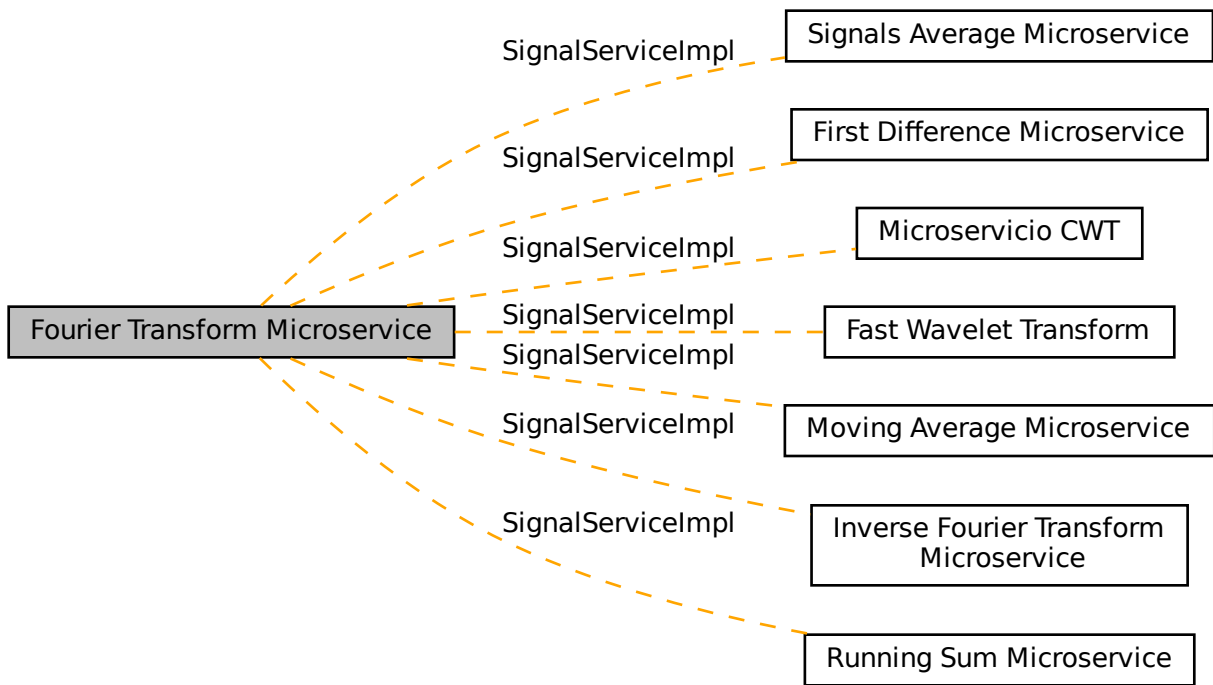 SignalServiceImpl
Signals Average Microservice
SignalServiceImpl
First Difference Microservice
SignalServiceImpl
Microservicio CWT
Fourier Transform Microservice
SignalServiceImpl
Fast Wavelet Transform
SignalServiceImpl
Moving Average Microservice
SignalServiceImpl
Inverse Fourier Transform
Microservice
SignalServiceImpl
Running Sum Microservice